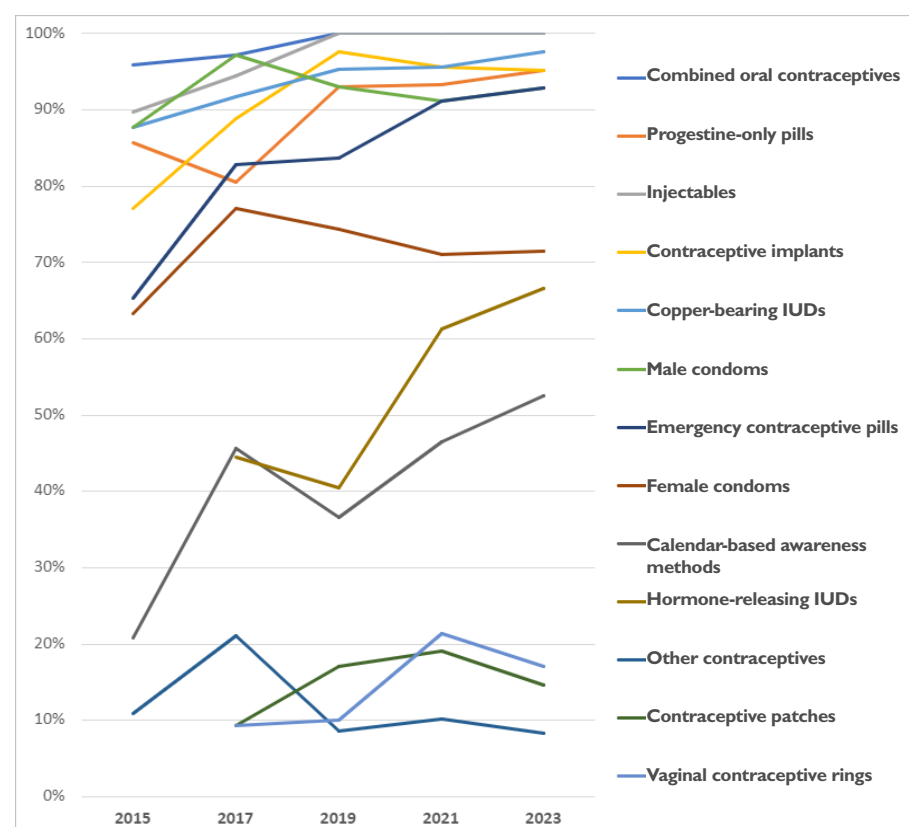 100%
90%
80%
70%
60%
50%
40%
30%
20%
10%
0%
2015 2017 2019 2021 2023
Combined oral contraceptives
Progestine-only pills
Injectables
Contraceptive implants
Copper-bearing IUDs
Male condoms
Emergency contraceptive pills
Female condoms
Calendar-based awareness
methods
Hormone-releasing IUDs
Other contraceptives
Contraceptive patches
Vaginal contraceptive rings